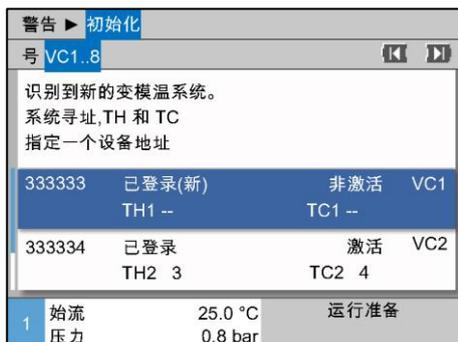 警告 ▶ 初始化
号 VC1..8
识别到新的变模温系统。
系统寻址,TH 和 TC
指定一个设备地址
333333 已登录(新) 非激活 VC1
TH1 -- TC1 --
333334 已登录 激活 VC2
TH2 3 TC2 4
1 始流 25.0 °C 运行准备
压力 0.8 bar